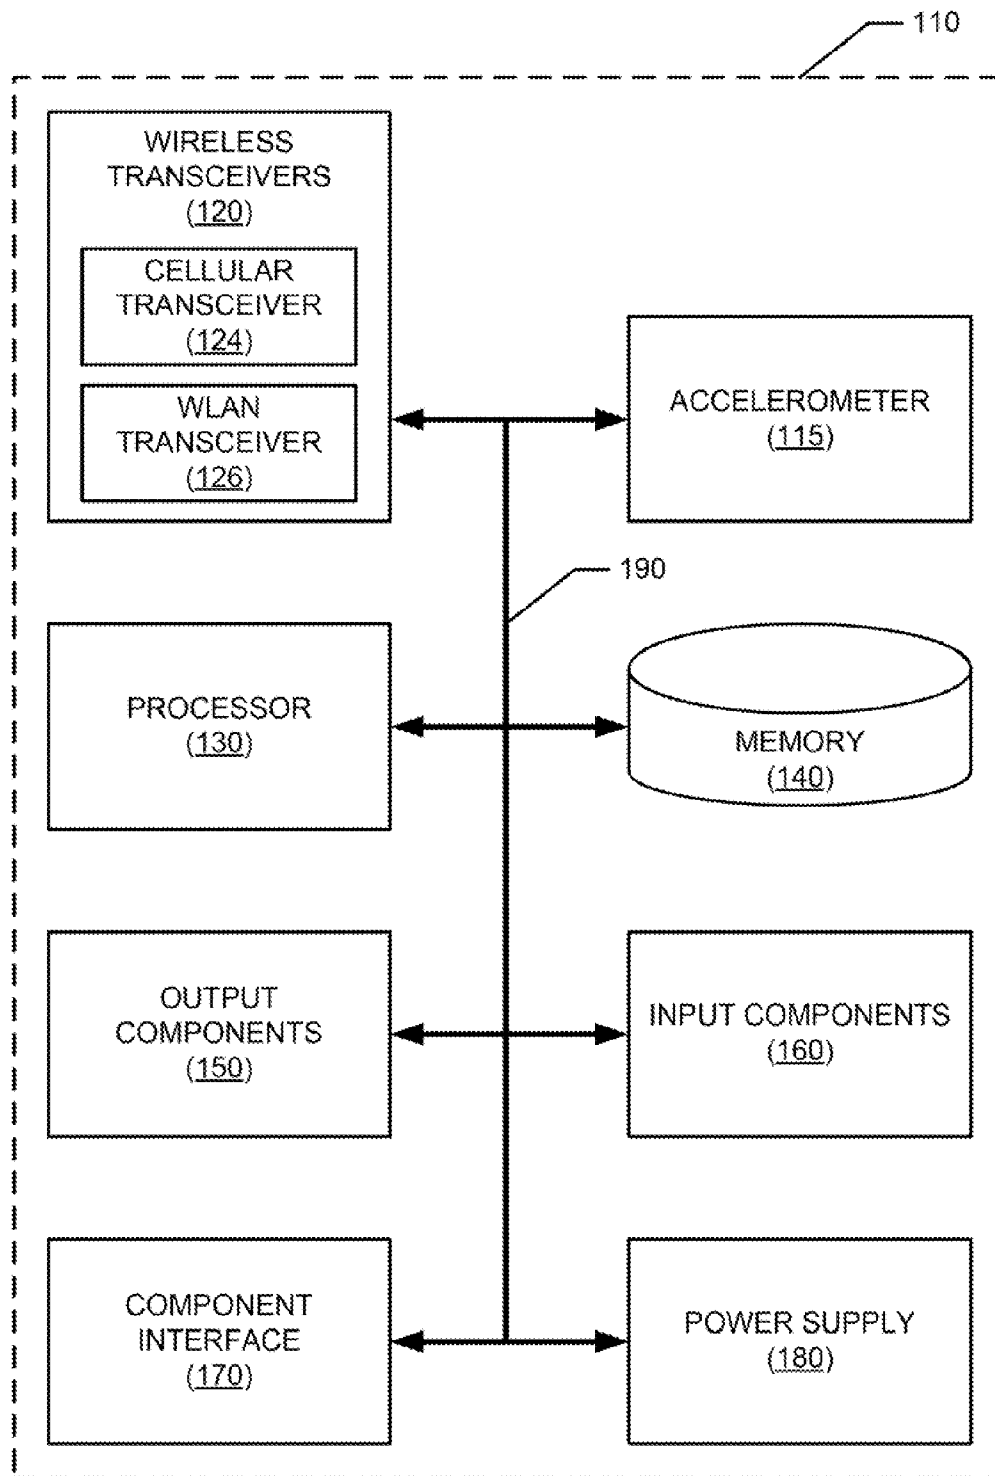 110
WIRELESS
TRANSCEIVERS
(120)
CELLULAR
TRANSCEIVER
(124)
WLAN
TRANSCEIVER
(126)
ACCELEROMETER
(115)
190
PROCESSOR
(130)
MEMORY
(140)
OUTPUT
COMPONENTS
(150)
INPUT COMPONENTS
(160)
COMPONENT
INTERFACE
(170)
POWER SUPPLY
(180)